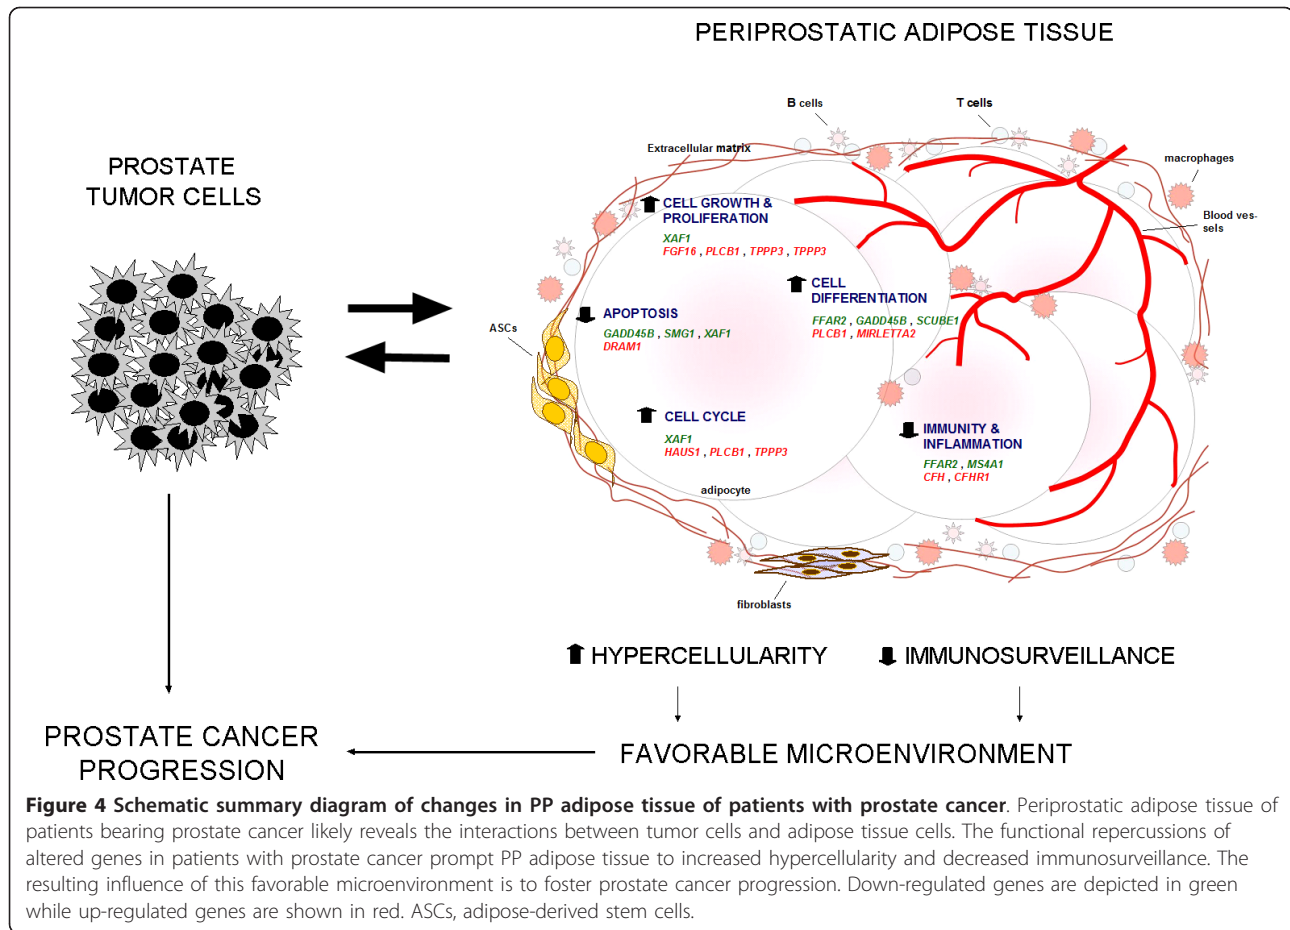 PERIPROSTATIC ADIPOSE TISSUE
B cells
T cells
Extracellular matrix
macrophages
PROSTATE
TUMOR CELLS
Blood ves-
sels
CELL GROWTH &
PROLIFERATION
XAF1
FGF16 , PLCB1 , TPPP3 , TPPP3
CELL
DIFFERENTIATION
FFAR2 , GADD45B , SCUBE1
PLCB1 , MIRLET7A2
ASCs
APOPTOSIS
GADD45B , SMG1 , XAF1
DRAM1
CELL CYCLE
XAF1
HAUS1 , PLCB1 , TPPP3
IMMUNITY &
INFLAMMATION
FFAR2 , MS4A1
CFH , CFHR1
adipocyte
fibroblasts
HYPERCELLULARITY
IMMUNOSURVEILLANCE
PROSTATE CANCER
PROGRESSION
FAVORABLE MICROENVIRONMENT
Figure 4 Schematic summary diagram of changes in PP adipose tissue of patients with prostate cancer. Periprostatic adipose tissue of
patients bearing prostate cancer likely reveals the interactions between tumor cells and adipose tissue cells. The functional repercussions of
altered genes in patients with prostate cancer prompt PP adipose tissue to increased hypercellularity and decreased immunosurveillance. The
resulting influence of this favorable microenvironment is to foster prostate cancer progression. Down-regulated genes are depicted in green
while up-regulated genes are shown in red. ASCs, adipose-derived stem cells.